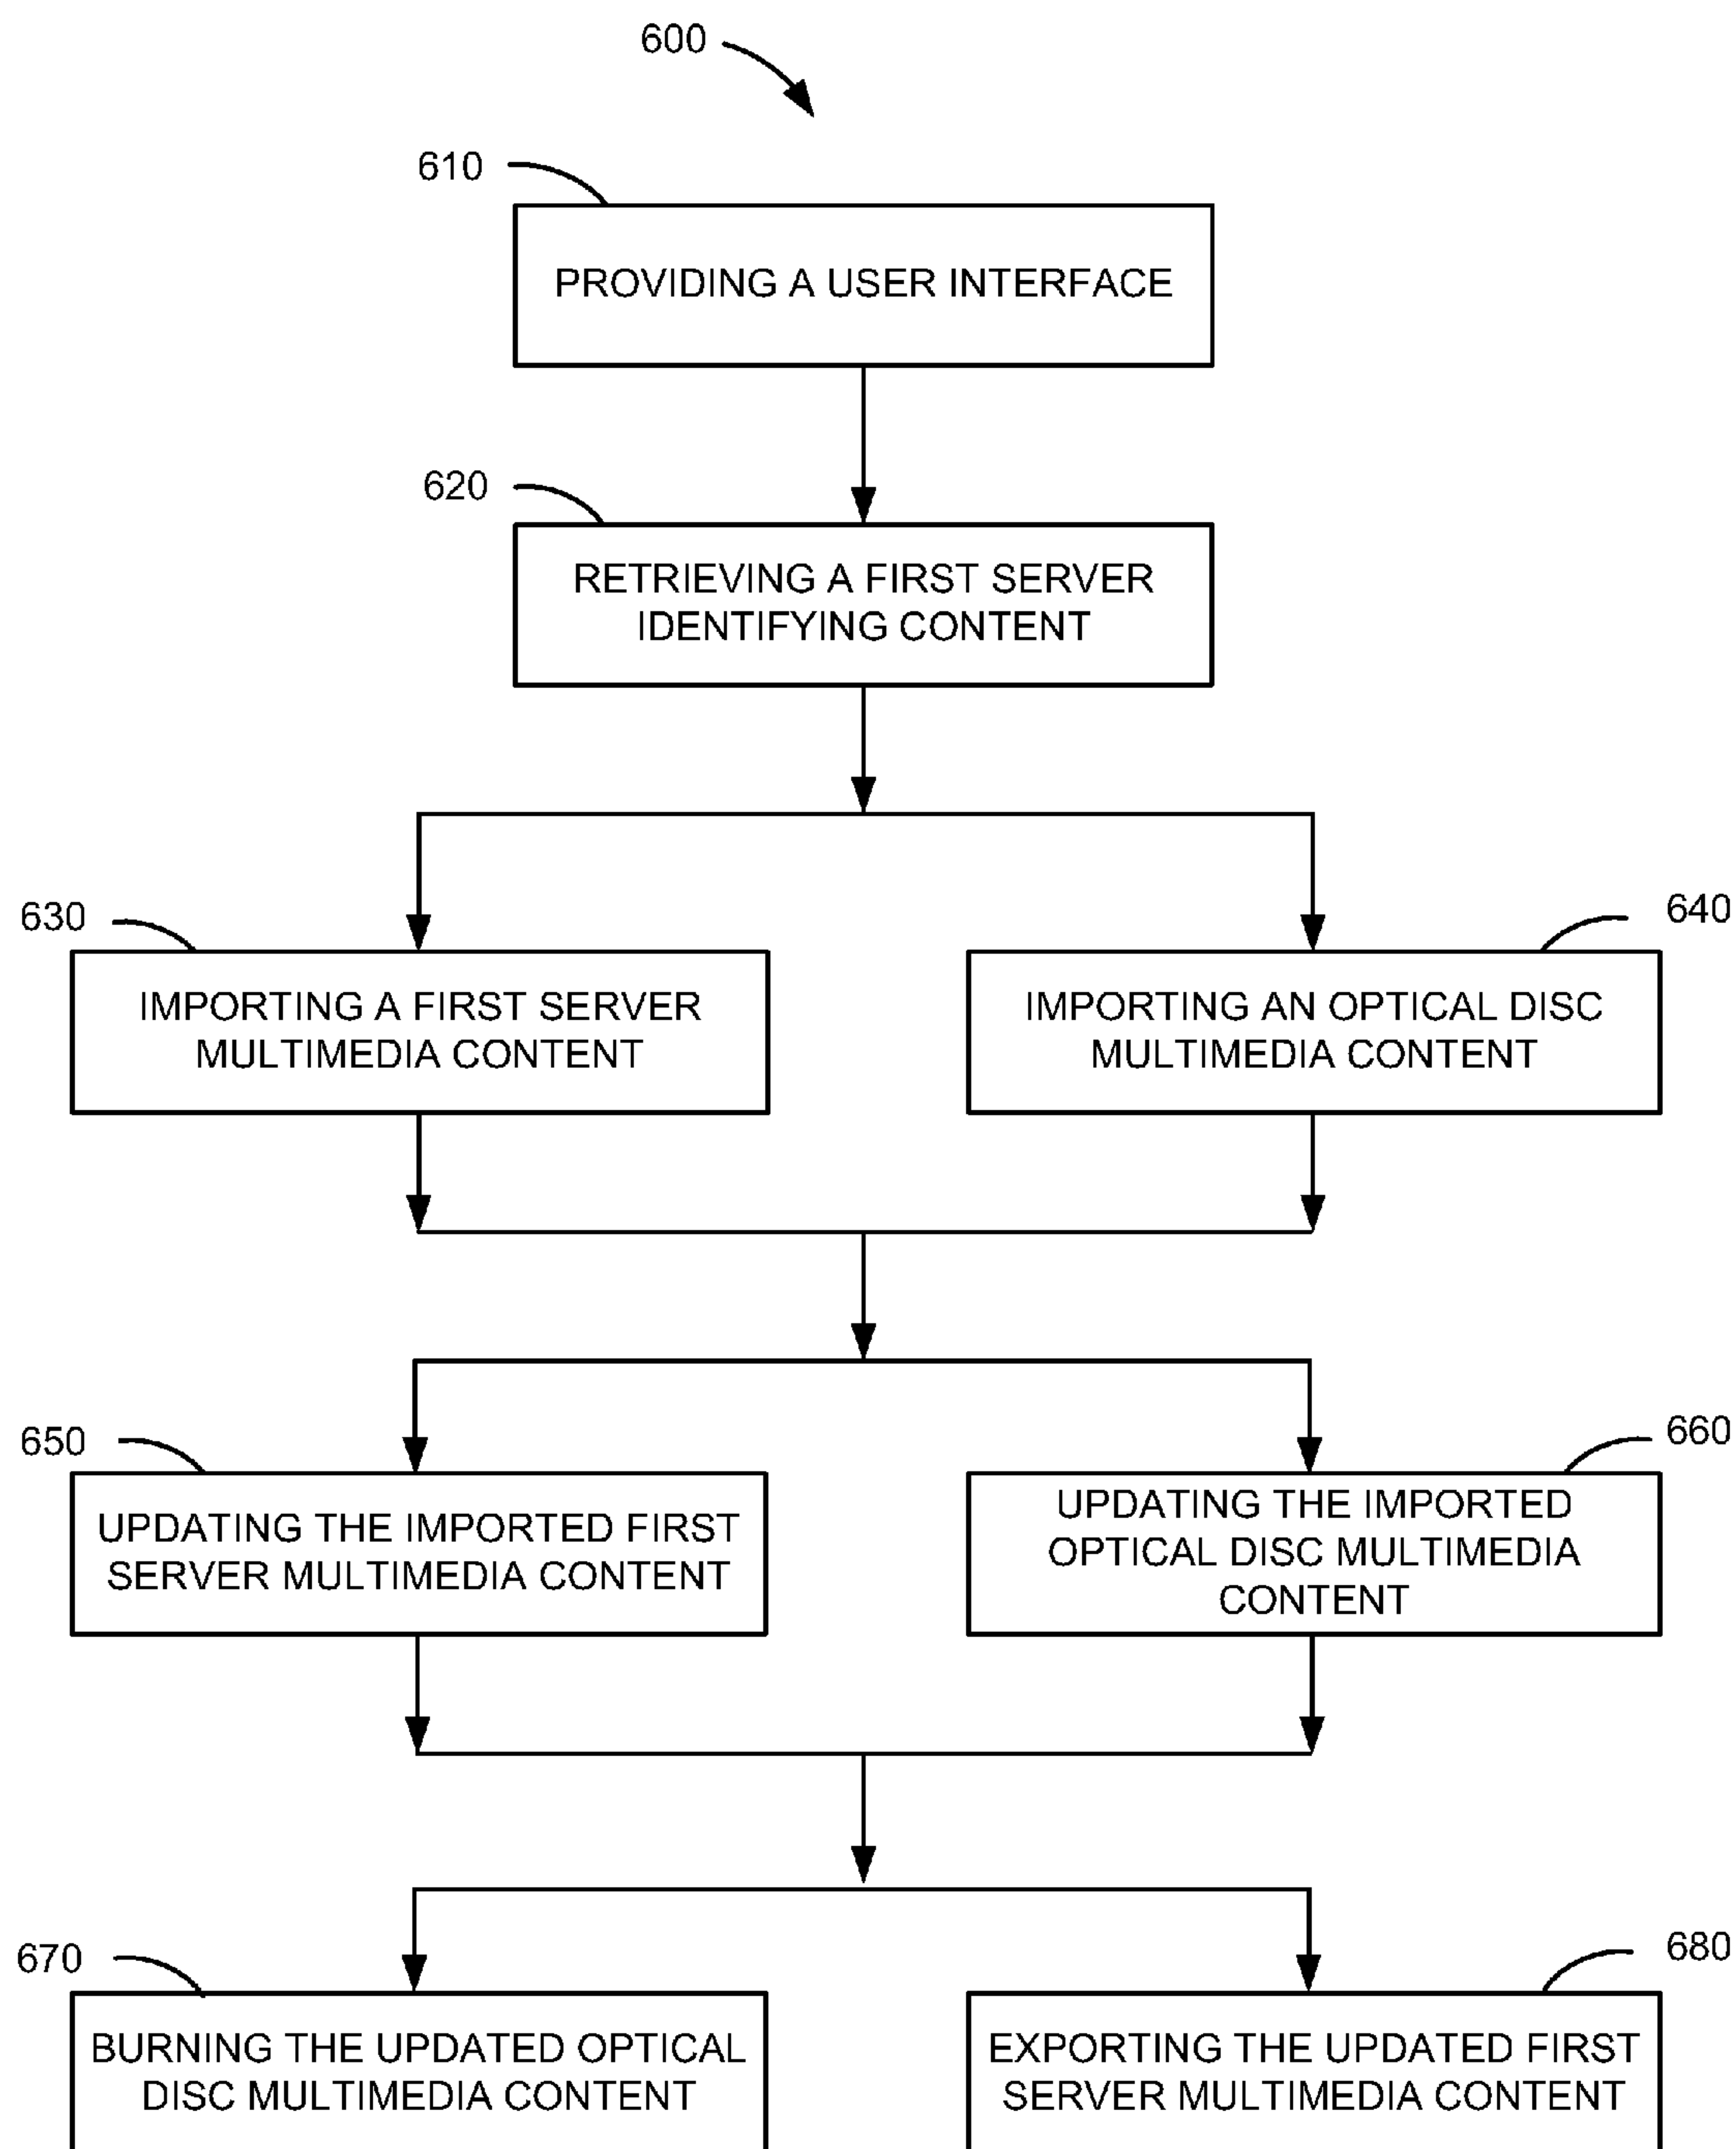 600
610
PROVIDING A USER INTERFACE
620
RETRIEVING A FIRST SERVER
IDENTIFYING CONTENT
630
IMPORTING A FIRST SERVER
MULTIMEDIA CONTENT
640
IMPORTING AN OPTICAL DISC
MULTIMEDIA CONTENT
650
UPDATING THE IMPORTED FIRST
SERVER MULTIMEDIA CONTENT
660
UPDATING THE IMPORTED
OPTICAL DISC MULTIMEDIA
CONTENT
670
BURNING THE UPDATED OPTICAL
DISC MULTIMEDIA CONTENT
680
EXPORTING THE UPDATED FIRST
SERVER MULTIMEDIA CONTENT